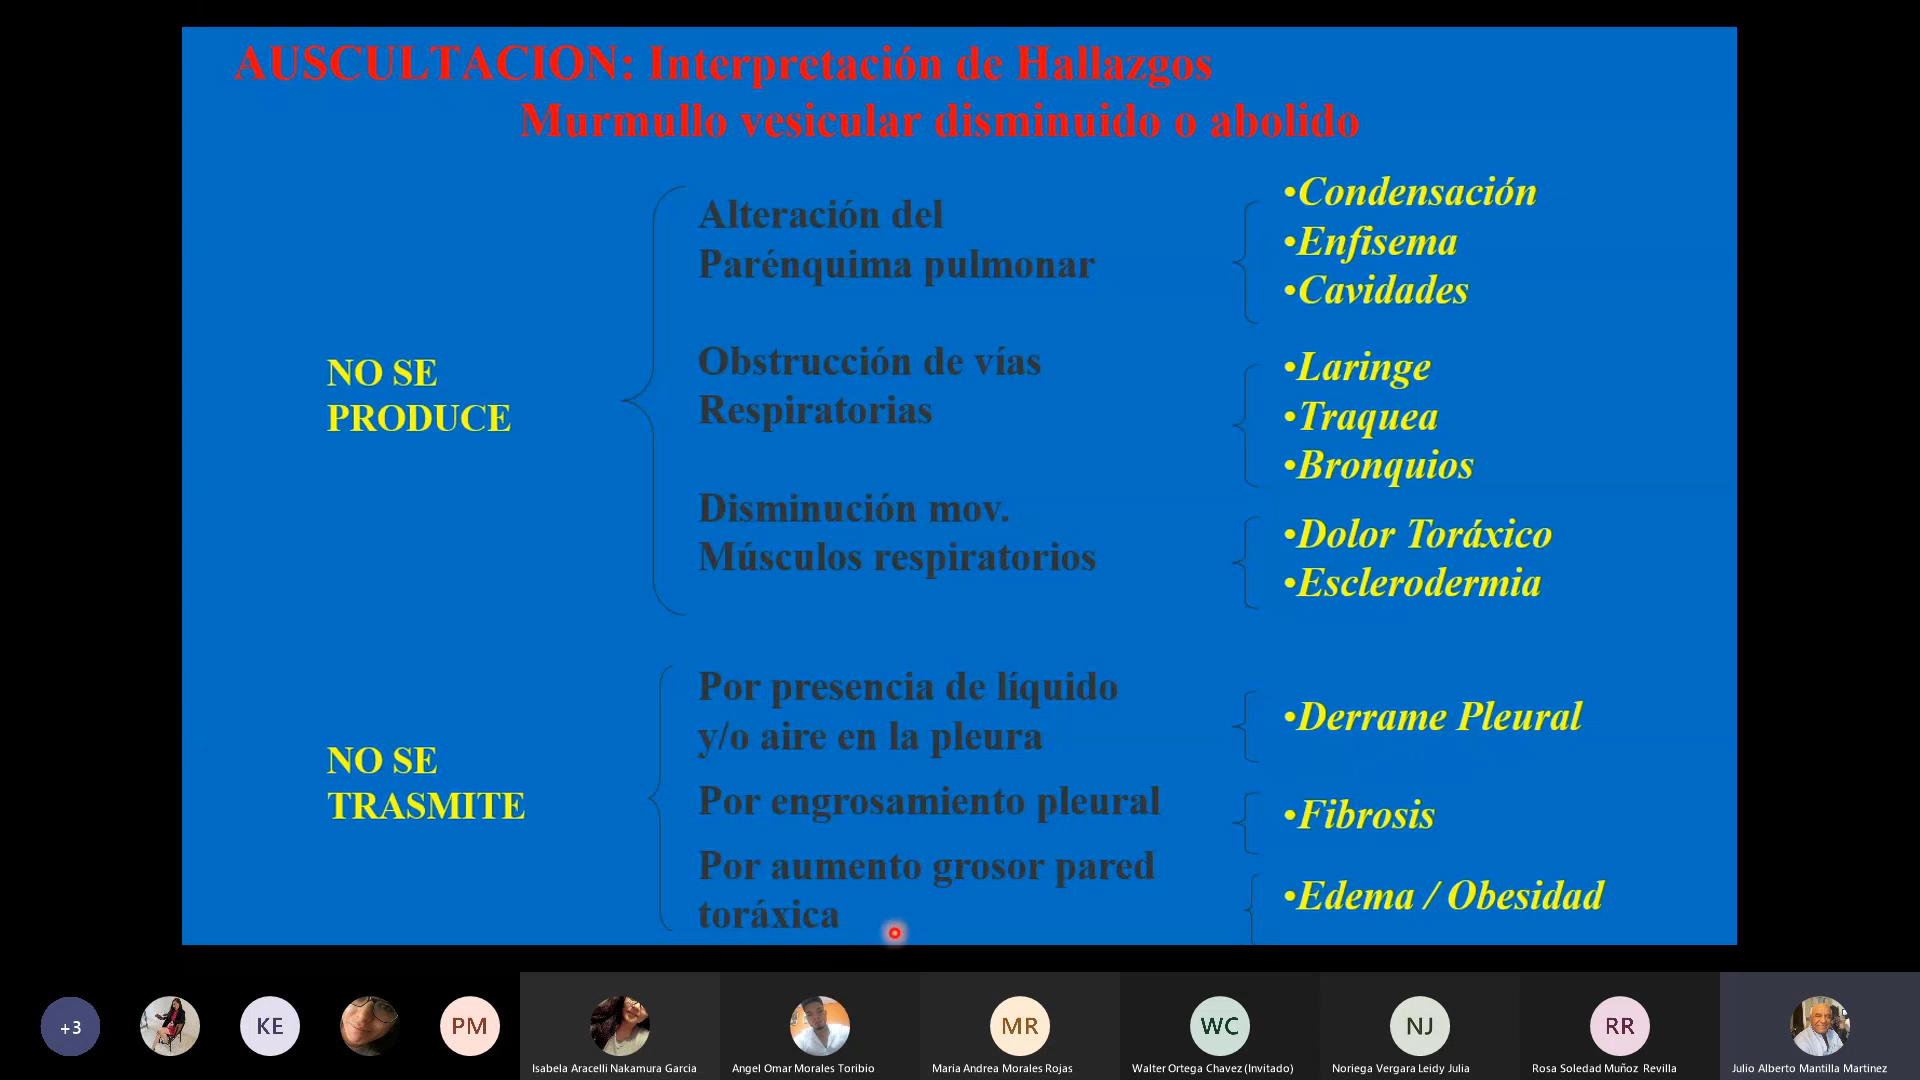 AUSCULTACION: Interpretación de Hallazgos
Murmullo vesicular disminuido o abolido
NO SE
PRODUCE
Alteración del
Parénquima pulmonar
•Condensación
•Enfisema
•Cavidades
Obstrucción de vías
Respiratorias
•Laringe
•Traquea
•Bronquios
Disminución mov.
Músculos respiratorios
•Dolor Toráxico
•Esclerodermia
NO SE
TRASMITE
Por presencia de líquido
y/o aire en la pleura
•Derrame Pleural
Por engrosamiento pleural
•Fibrosis
Por aumento grosor pared
toráxica
•Edema / Obesidad
+3
KE
PM
Isabela Aracelli Nakamura Garcia
Angel Omar Morales Toribio
MR
Maria Andrea Morales Rojas
WC
Walter Ortega Chavez (Invitado)
NJ
Noriega Vergara Leidy Julia
RR
Rosa Soledad Muñoz Revilla
Julio Alberto Mantilla Martinez